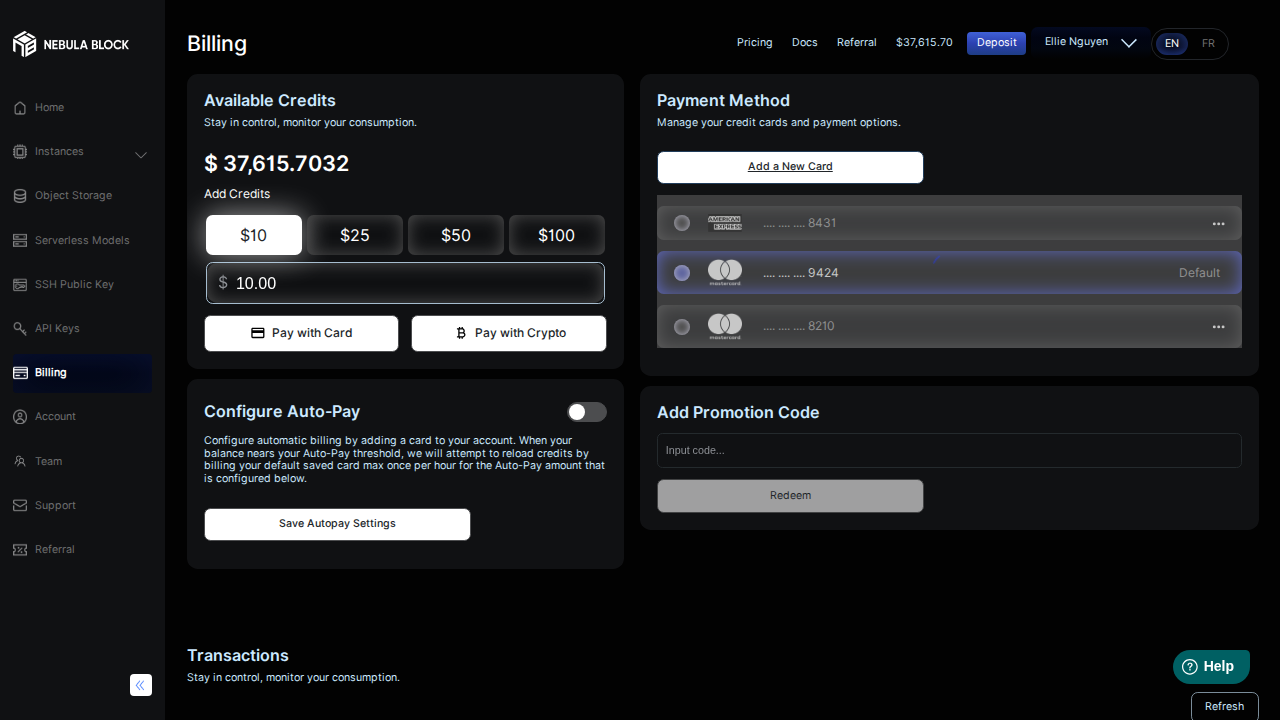 NEBULA BLOCK
Home
Instances
Object Storage
Serverless Models
SSH Public Key
API Keys
Billing
Account
Team
Support
Referral
Billing
Pricing
Docs
Referral
$37,615.70
Deposit
Ellie Nguyen
EN
FR
Available Credits
Stay in control, monitor your consumption.
$ 37,615.7032
Add Credits
$10
$25
$50
$100
$ 10.00
Pay with Card
Pay with Crypto
Configure Auto-Pay
Configure automatic billing by adding a card to your account. When your
balance nears your Auto-Pay threshold, we will attempt to reload credits by
billing your default saved card max once per hour for the Auto-Pay amount that
is configured below.
Save Autopay Settings
Payment Method
Manage your credit cards and payment options.
Add a New Card
AMERICAN
EXPRESS
.... .... .... 8431
mastercard
.... .... .... 9424
Default
mastercard
.... .... .... 8210
Add Promotion Code
Input code...
Redeem
Transactions
Stay in control, monitor your consumption.
Help
Refresh